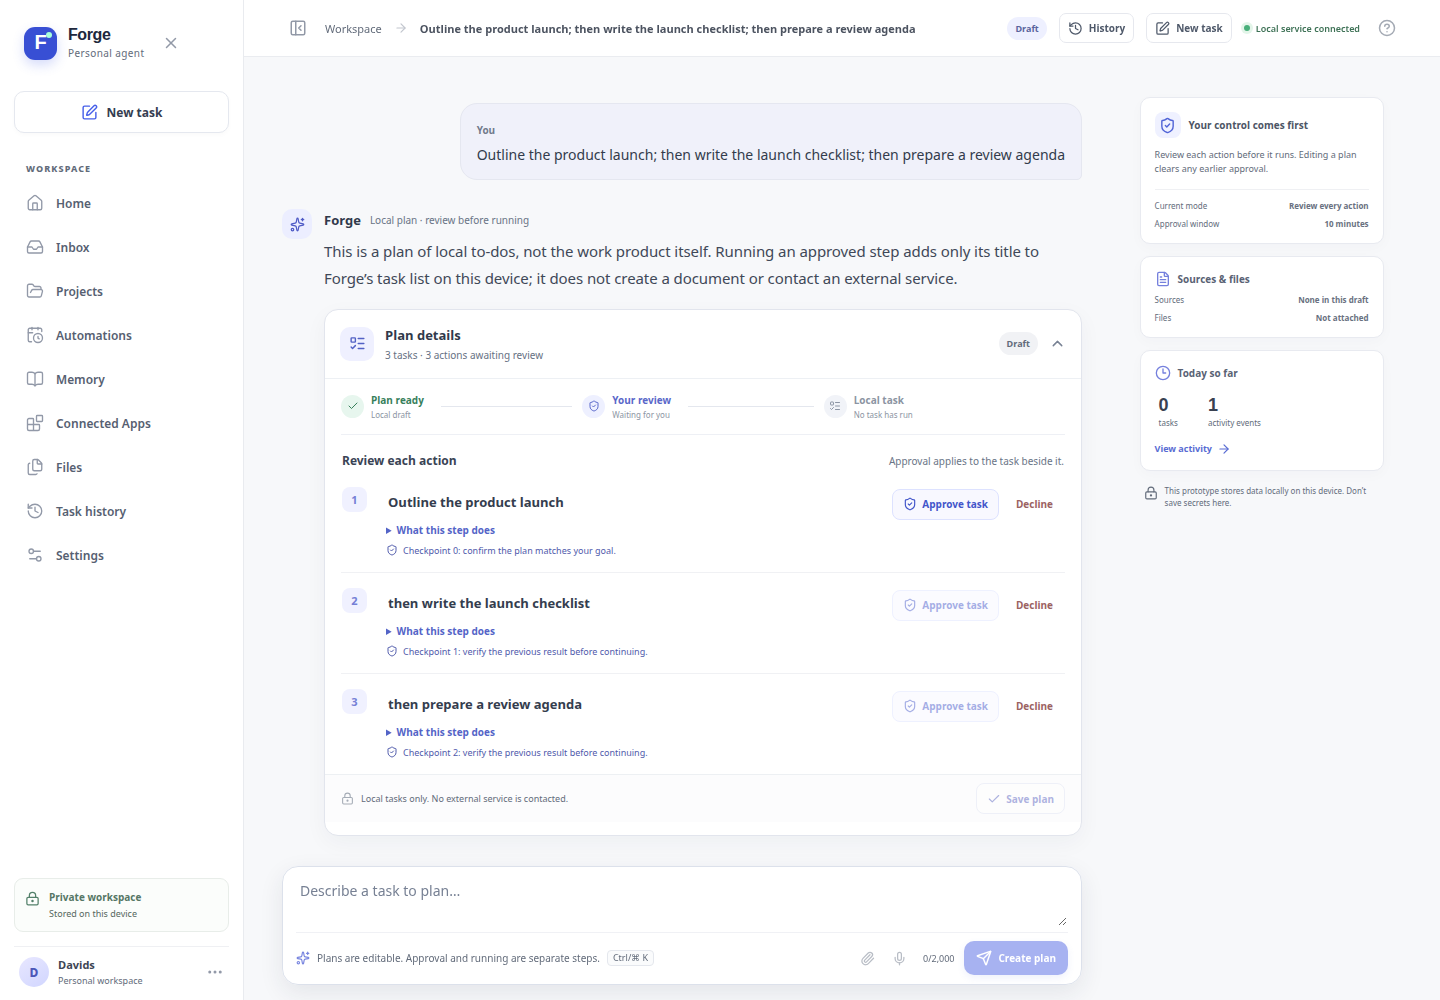 Forge
Personal agent
New task
WORKSPACE
Home
Inbox
Projects
Automations
Memory
Connected Apps
Files
Task history
Settings
Private workspace
Stored on this device
D
Davids
Personal workspace
Workspace
Outline the product launch; then write the launch checklist; then prepare a review agenda
Draft
History
New task
Local service connected
You
Outline the product launch; then write the launch checklist; then prepare a review agenda
Forge Local plan · review before running
This is a plan of local to-dos, not the work product itself. Running an approved step adds only its title to
Forge’s task list on this device; it does not create a document or contact an external service.
Plan details
3 tasks · 3 actions awaiting review
Draft
Plan ready
Local draft
Your review
Waiting for you
Local task
No task has run
Review each action
Approval applies to the task beside it.
1
Outline the product launch
Approve task
Decline
What this step does
Checkpoint 0: confirm the plan matches your goal.
2
then write the launch checklist
Approve task
Decline
What this step does
Checkpoint 1: verify the previous result before continuing.
3
then prepare a review agenda
Approve task
Decline
What this step does
Checkpoint 2: verify the previous result before continuing.
Local tasks only. No external service is contacted.
Save plan
Describe a task to plan...
Plans are editable. Approval and running are separate steps.
Ctrl/⌘ K
0/2,000
Create plan
Your control comes first
Review each action before it runs. Editing a plan
clears any earlier approval.
Current mode Review every action
Approval window 10 minutes
Sources & files
Sources None in this draft
Files Not attached
Today so far
0
tasks
1
activity events
View activity
This prototype stores data locally on this device. Don’t
save secrets here.